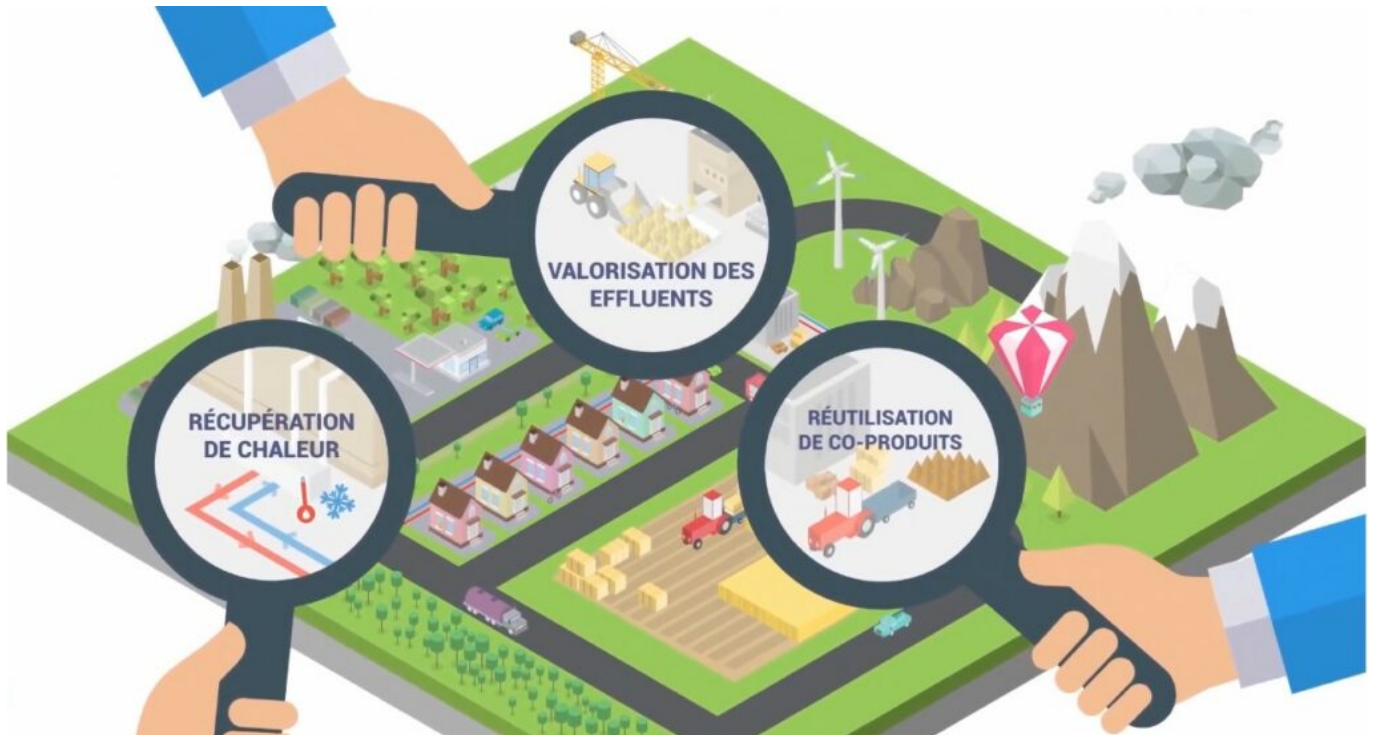 VALORISATION DES
EFFLUENTS
RÉCUPÉRATION
DE CHALEUR
RÉUTILISATION
DE CO-PRODUITS